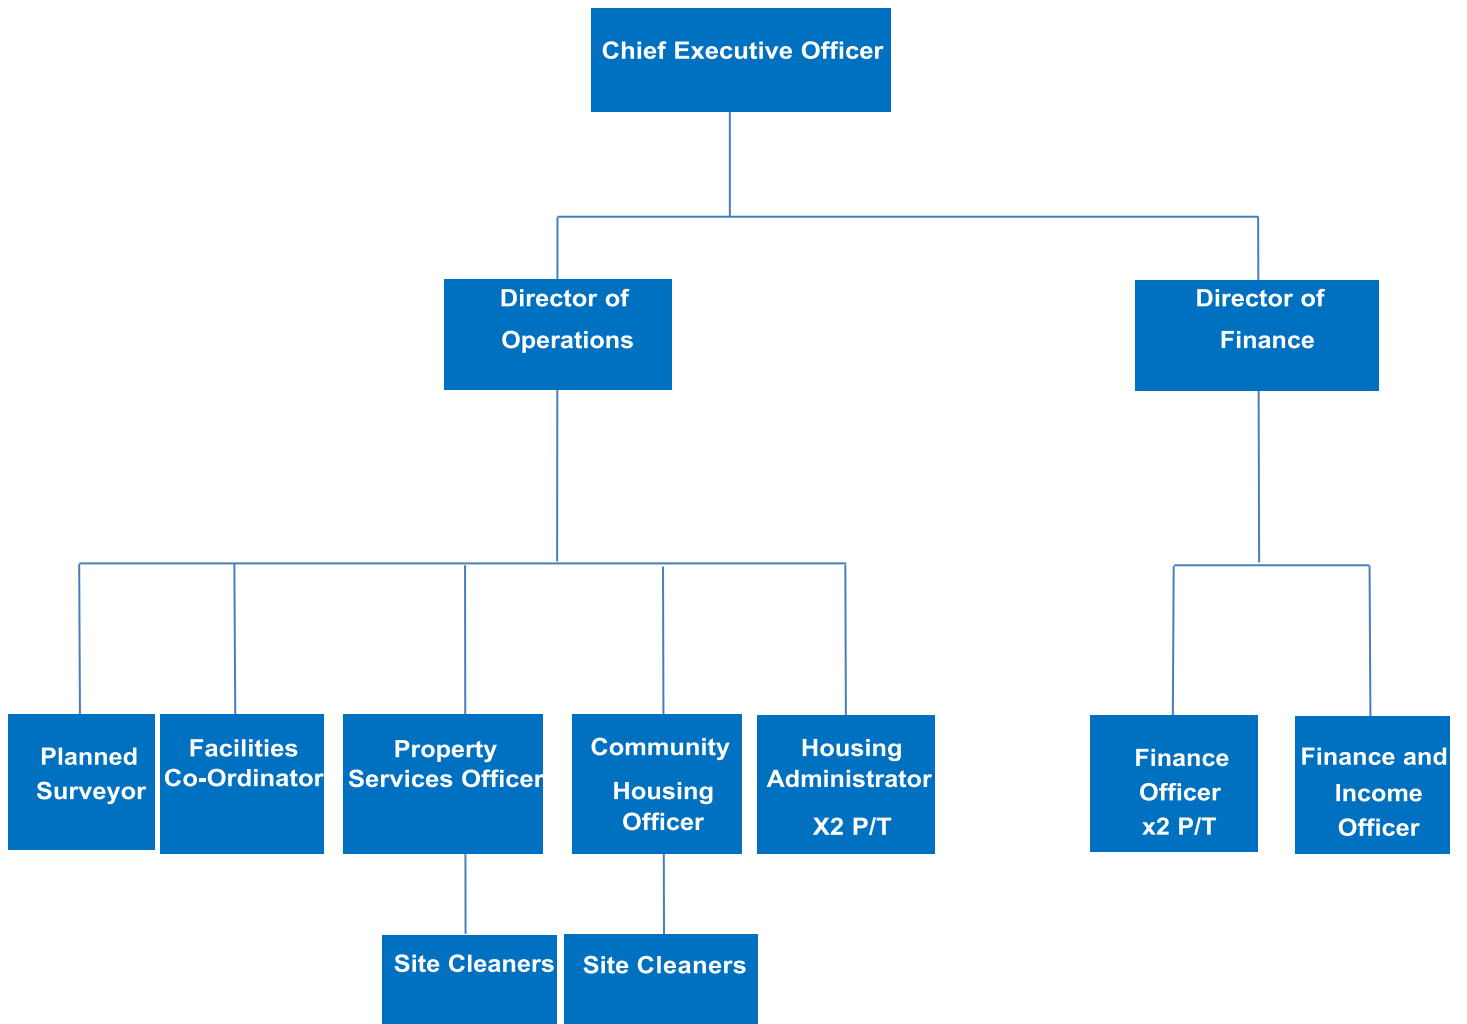 Chief Executive Officer
Director of
Operations
Director of
Finance
Planned
Surveyor
Facilities
Co-Ordinator
Property
Services Officer
Community
Housing
Officer
Housing
Administrator
X2 P/T
Finance
Officer
x2 P/T
Finance and
Income
Officer
Site Cleaners
Site Cleaners